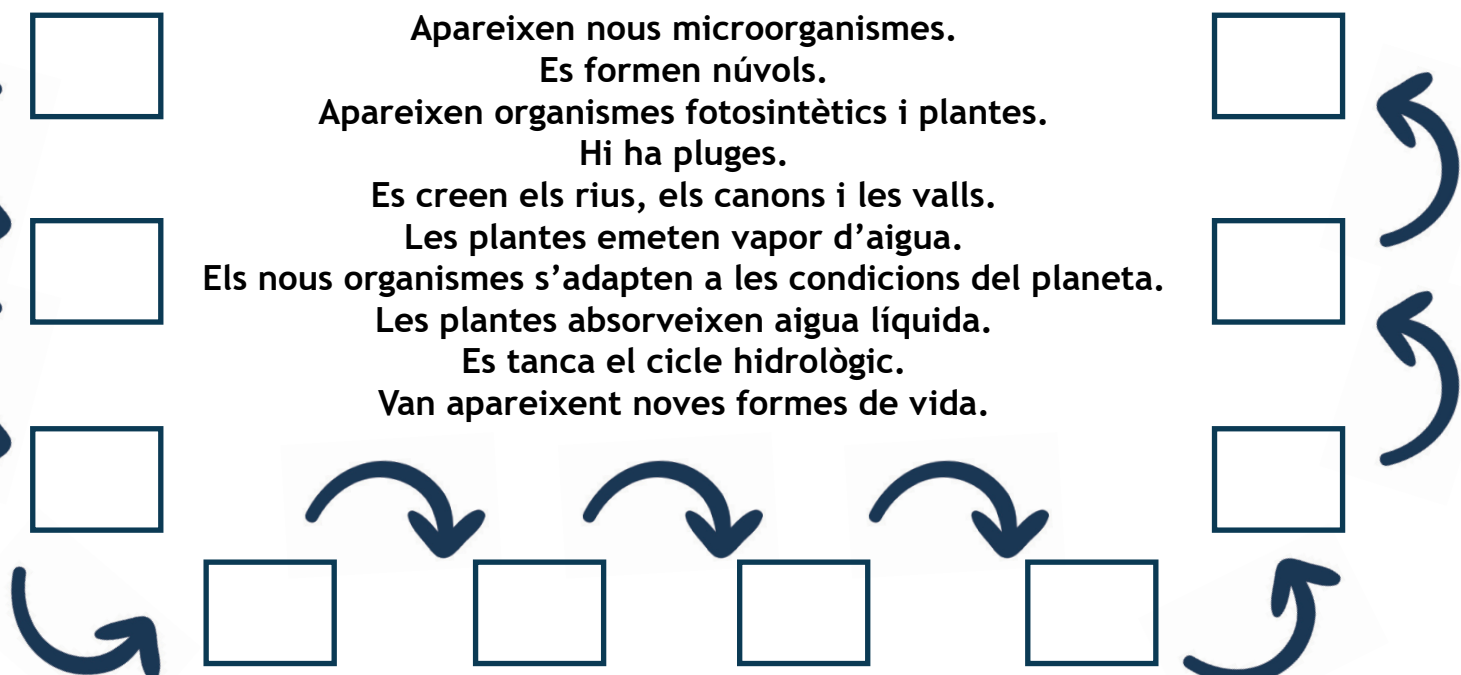 Apareixen nous microorganismes.
Es formen núvols.
Apareixen organismes fotosintètics i plantes.
Hi ha pluges.
Es creen els rius, els canons i les valls.
Les plantes emeten vapor d’aigua.
Els nous organismes s’adapten a les condicions del planeta.
Les plantes absorveixen aigua líquida.
Es tanca el cicle hidrològic.
Van apareixent noves formes de vida.